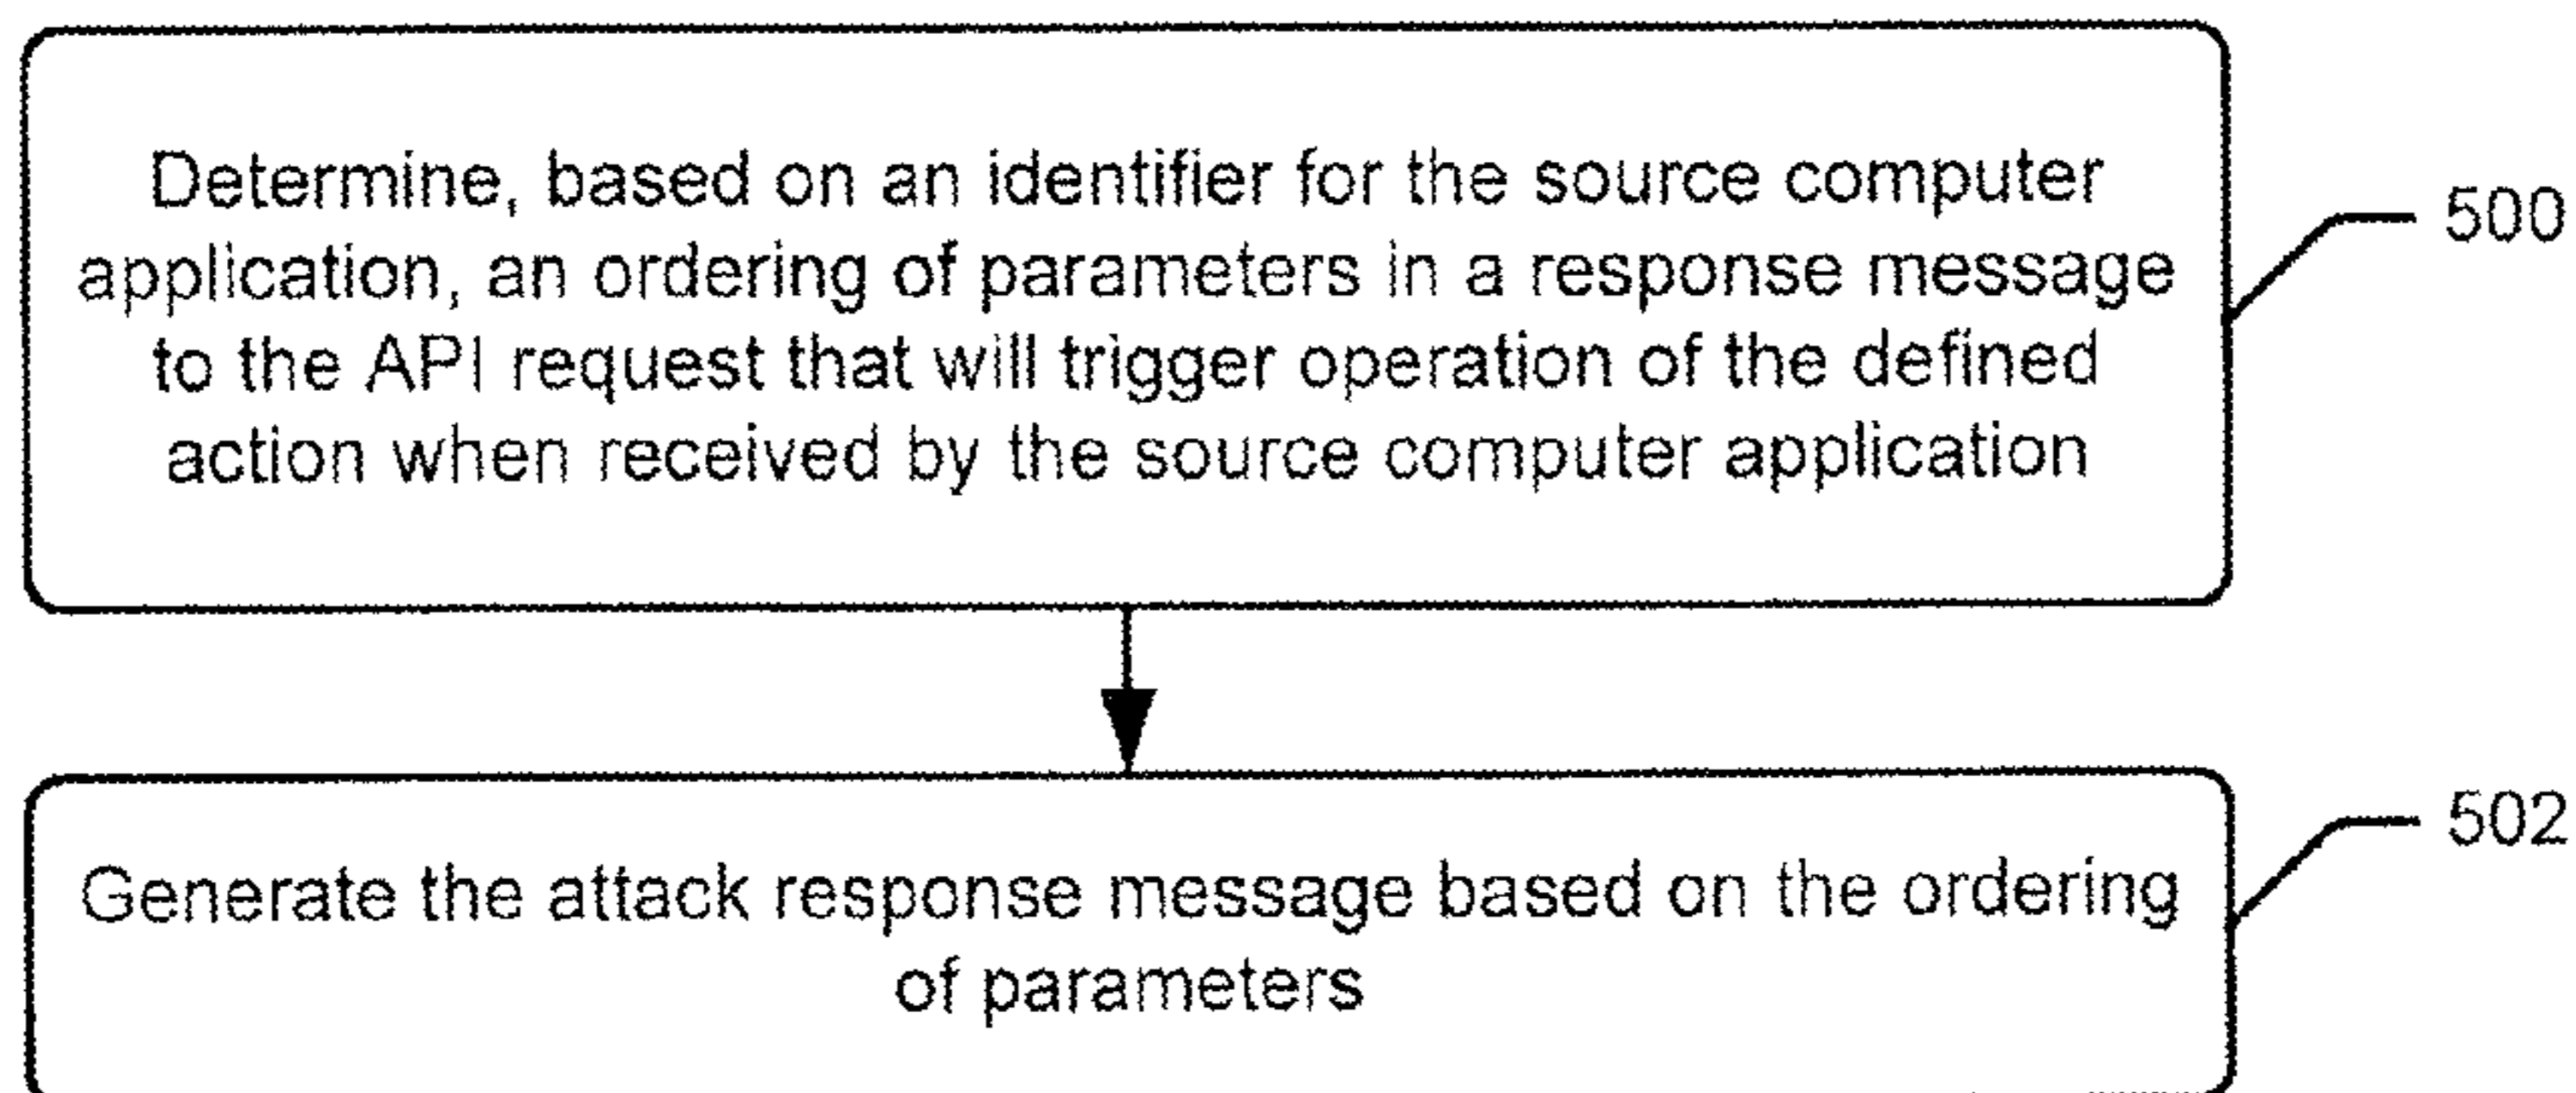 Determine, based on an identifier for the source computer
application, an ordering of parameters in a response message
to the API request that will trigger operation of the defined
action when received by the source computer application
500
Generate the attack response message based on the ordering
of parameters
502